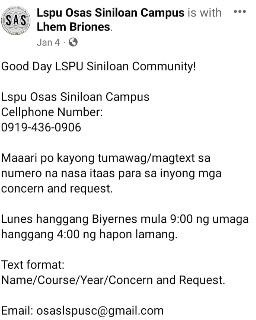 SAS
Lspu Osas Siniloan Campus is with
Lhem Briones.
Jan 4 ·
Good Day LSPU Siniloan Community!
Lspu Osas Siniloan Campus
Cellphone Number:
0919-436-0906
Maaari po kayong tumawag/magtext sa
numero na nasa itaas para sa inyong mga
concern and request.
Lunes hanggang Biyernes mula 9:00 ng umaga
hanggang 4:00 ng hapon lamang.
Text format:
Name/Course/Year/Concern and Request.
Email: osaslspusc@gmail.com